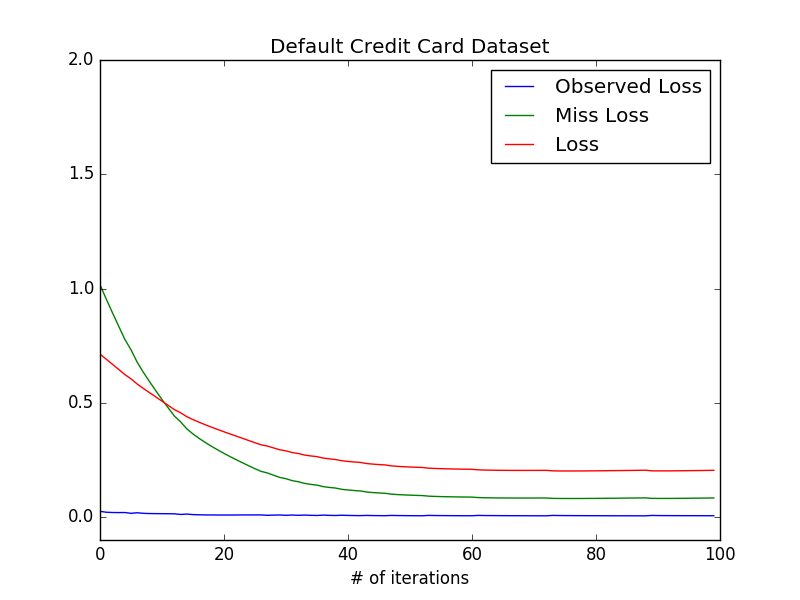 Default Credit Card Dataset
2.0
1.5
1.0
0.5
0.0
Observed Loss
Miss Loss
Loss
0 20 40 60 80 100
# of iterations